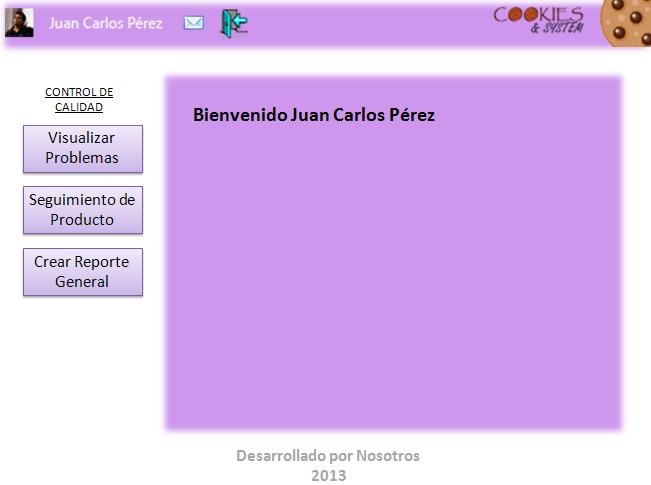 Juan Carlos Pérez
COOKIES
& SYSTEM
CONTROL DE
CALIDAD
Visualizar
Problemas
Seguimiento de
Producto
Crear Reporte
General
Bienvenido Juan Carlos Pérez
Desarrollado por Nosotros
2013